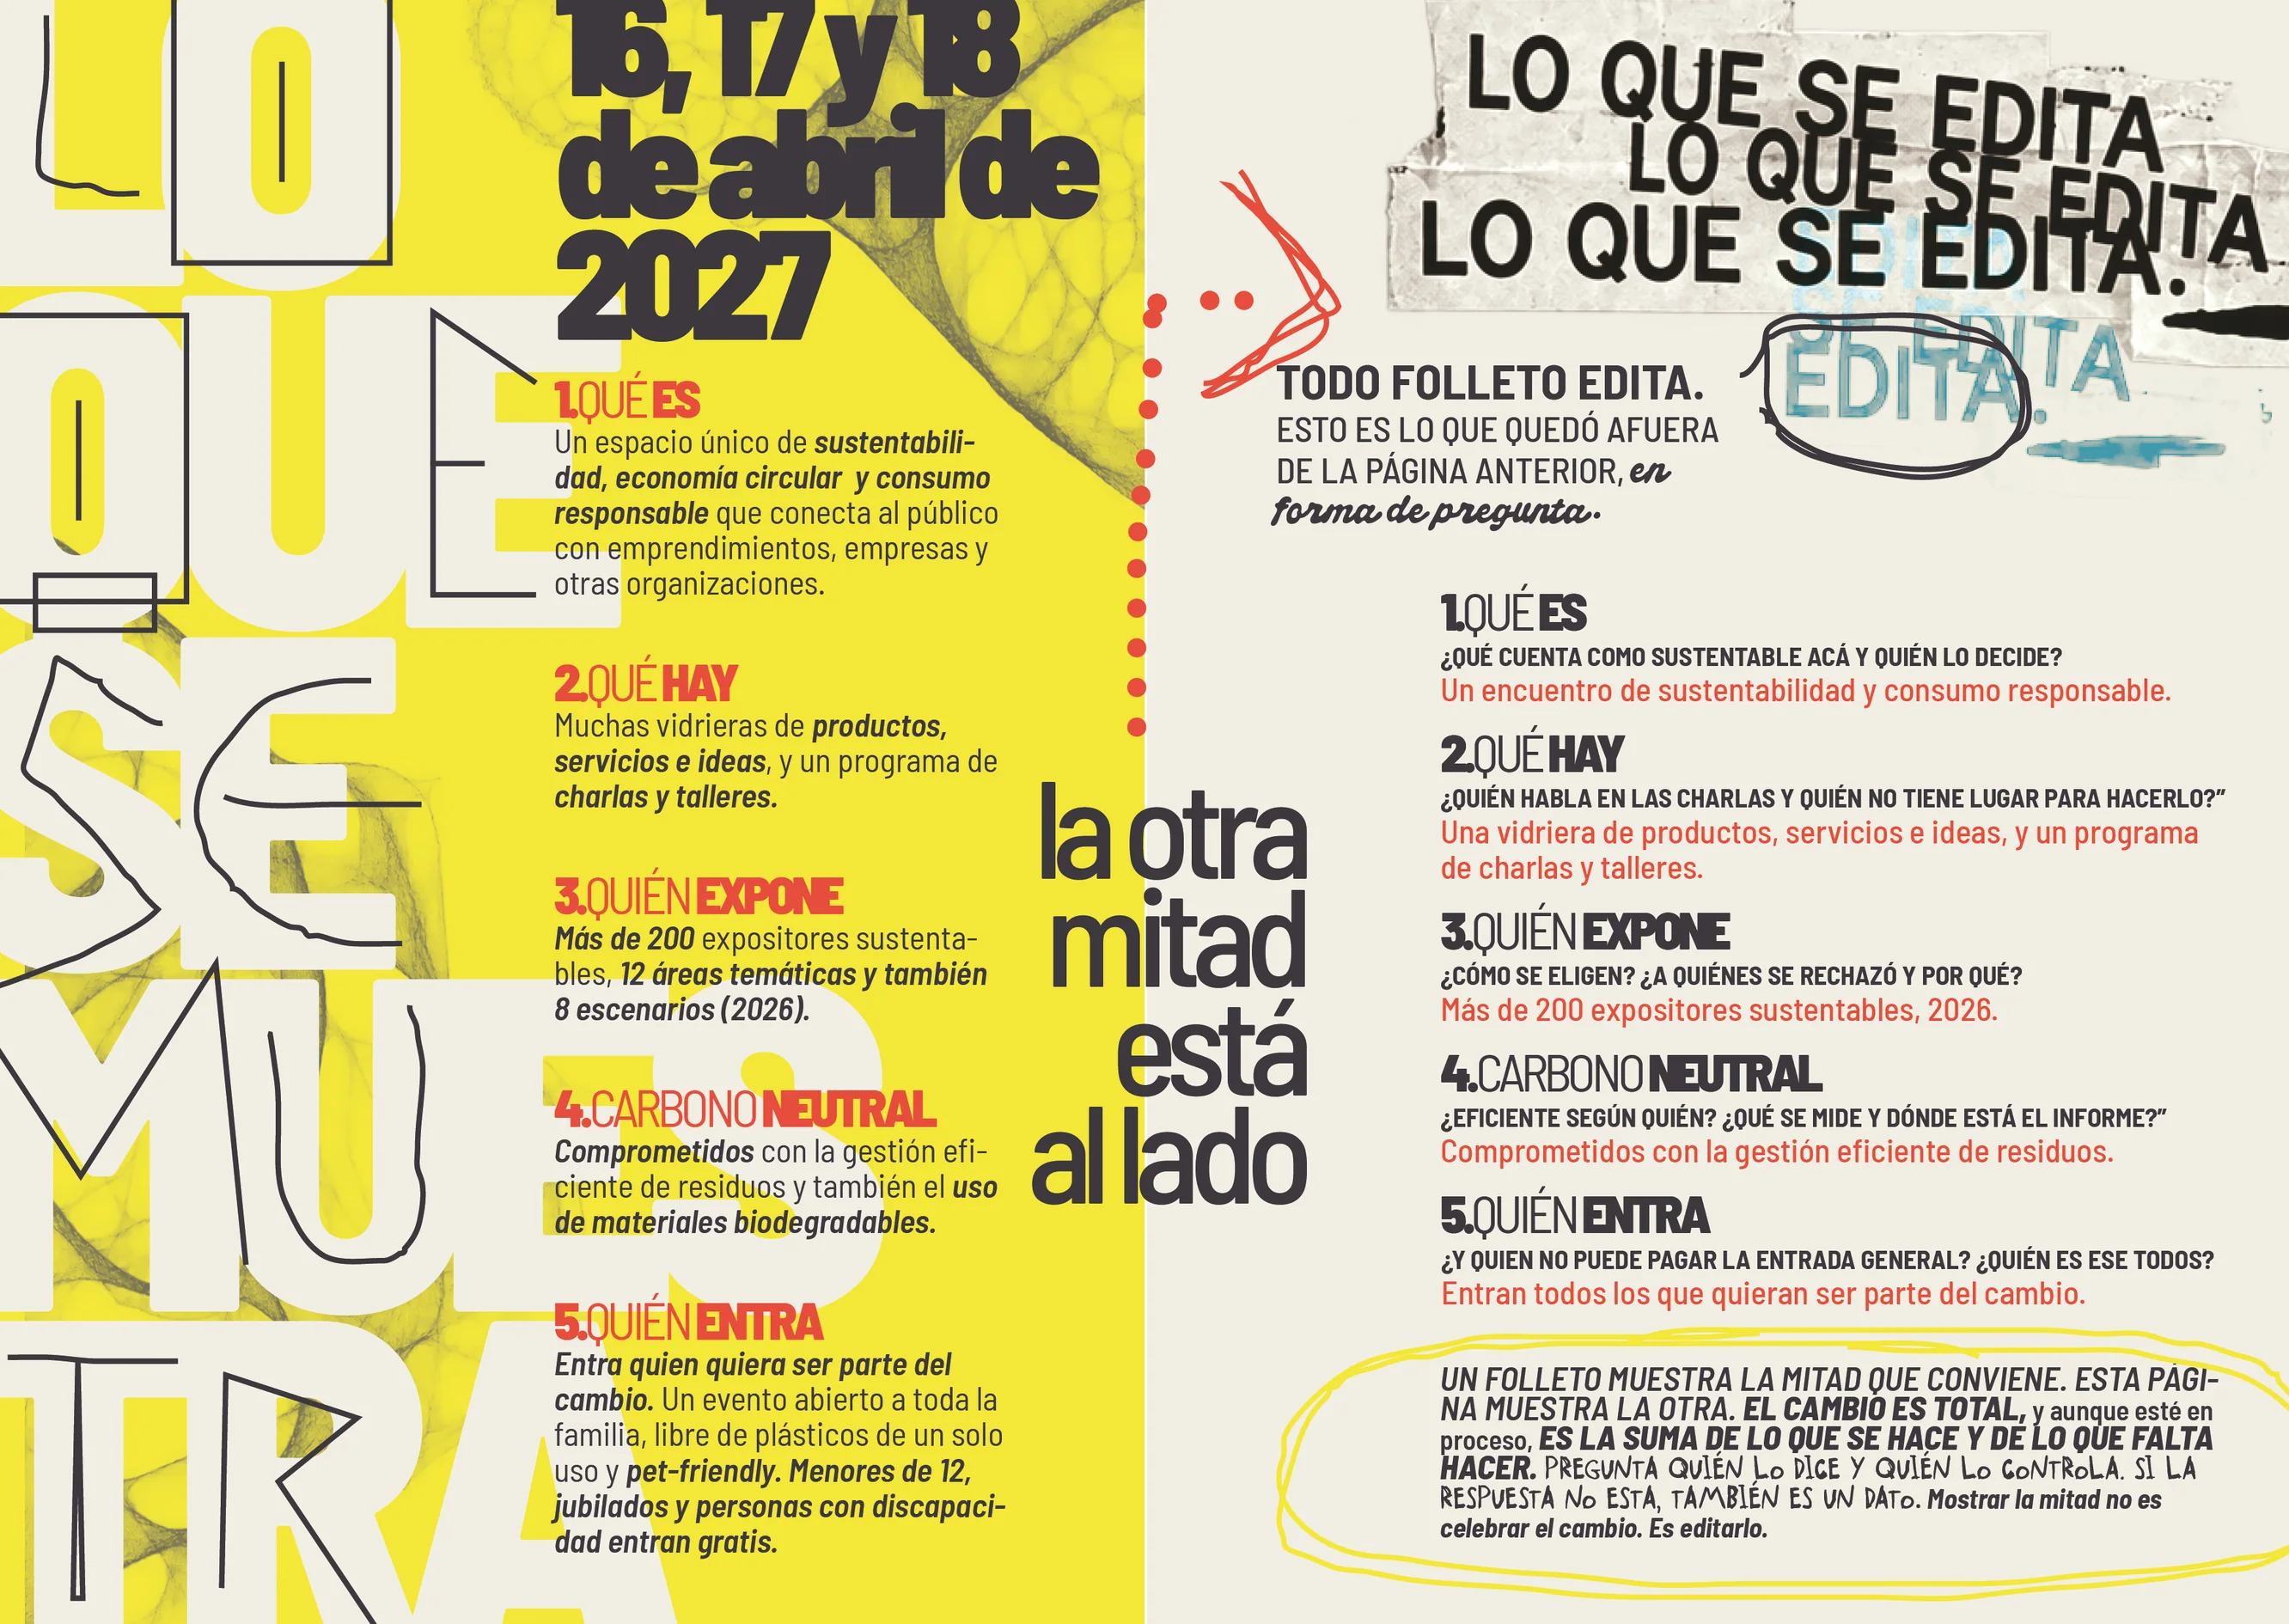 LO
QUE
SE
MUES
TRA
16, 17 y 18
de abril de
2027
1.QUÉ ES
Un espacio único de sustentabili-
dad, economía circular y consumo
responsable que conecta al público
con emprendimientos, empresas y
otras organizaciones.
2.QUÉ HAY
Muchas vidrieras de productos,
servicios e ideas, y un programa de
charlas y talleres.
3.QUIÉN EXPONE
Más de 200 expositores sustenta-
bles, 12 áreas temáticas y también
8 escenarios (2026).
4.CARBONO NEUTRAL
Comprometidos con la gestión efi-
ciente de residuos y también el uso
de materiales biodegradables.
5.QUIÉN ENTRA
Entra quien quiera ser parte del
cambio. Un evento abierto a toda la
familia, libre de plásticos de un solo
uso y pet-friendly. Menores de 12,
jubilados y personas con discapaci-
dad entran gratis.
la otra
mitad
está
al lado
LO QUE SE EDITA
LO QUE SE EDITA
LO QUE SE EDITA.
SE EDITA
EDITA.
TODO FOLLETO EDITA.
ESTO ES LO QUE QUEDÓ AFUERA
DE LA PÁGINA ANTERIOR, en
forma de pregunta.
1.QUÉ ES
¿QUÉ CUENTA COMO SUSTENTABLE ACÁ Y QUIÉN LO DECIDE?
Un encuentro de sustentabilidad y consumo responsable.
2.QUÉ HAY
¿QUIÉN HABLA EN LAS CHARLAS Y QUIÉN NO TIENE LUGAR PARA HACERLO?”
Una vidriera de productos, servicios e ideas, y un programa
de charlas y talleres.
3.QUIÉN EXPONE
¿CÓMO SE ELIGEN? ¿A QUIÉNES SE RECHAZÓ Y POR QUÉ?
Más de 200 expositores sustentables, 2026.
4.CARBONO NEUTRAL
¿EFICIENTE SEGÚN QUIÉN? ¿QUÉ SE MIDE Y DÓNDE ESTÁ EL INFORME?”
Comprometidos con la gestión eficiente de residuos.
5.QUIÉN ENTRA
¿Y QUIEN NO PUEDE PAGAR LA ENTRADA GENERAL? ¿QUIÉN ES ESE TODOS?
Entran todos los que quieran ser parte del cambio.
UN FOLLETO MUESTRA LA MITAD QUE CONVIENE. ESTA PÁGI-
NA MUESTRA LA OTRA. EL CAMBIO ES TOTAL, y aunque esté en
proceso, ES LA SUMA DE LO QUE SE HACE Y DE LO QUE FALTA
HACER. PREGUNTA QUIÉN Lo DICE Y QUIÉN Lo CoNTRoLA. SI LA
RESPUESTA No ESTA, TAMBIÉN ES UN DATo. Mostrar la mitad no es
celebrar el cambio. Es editarlo.